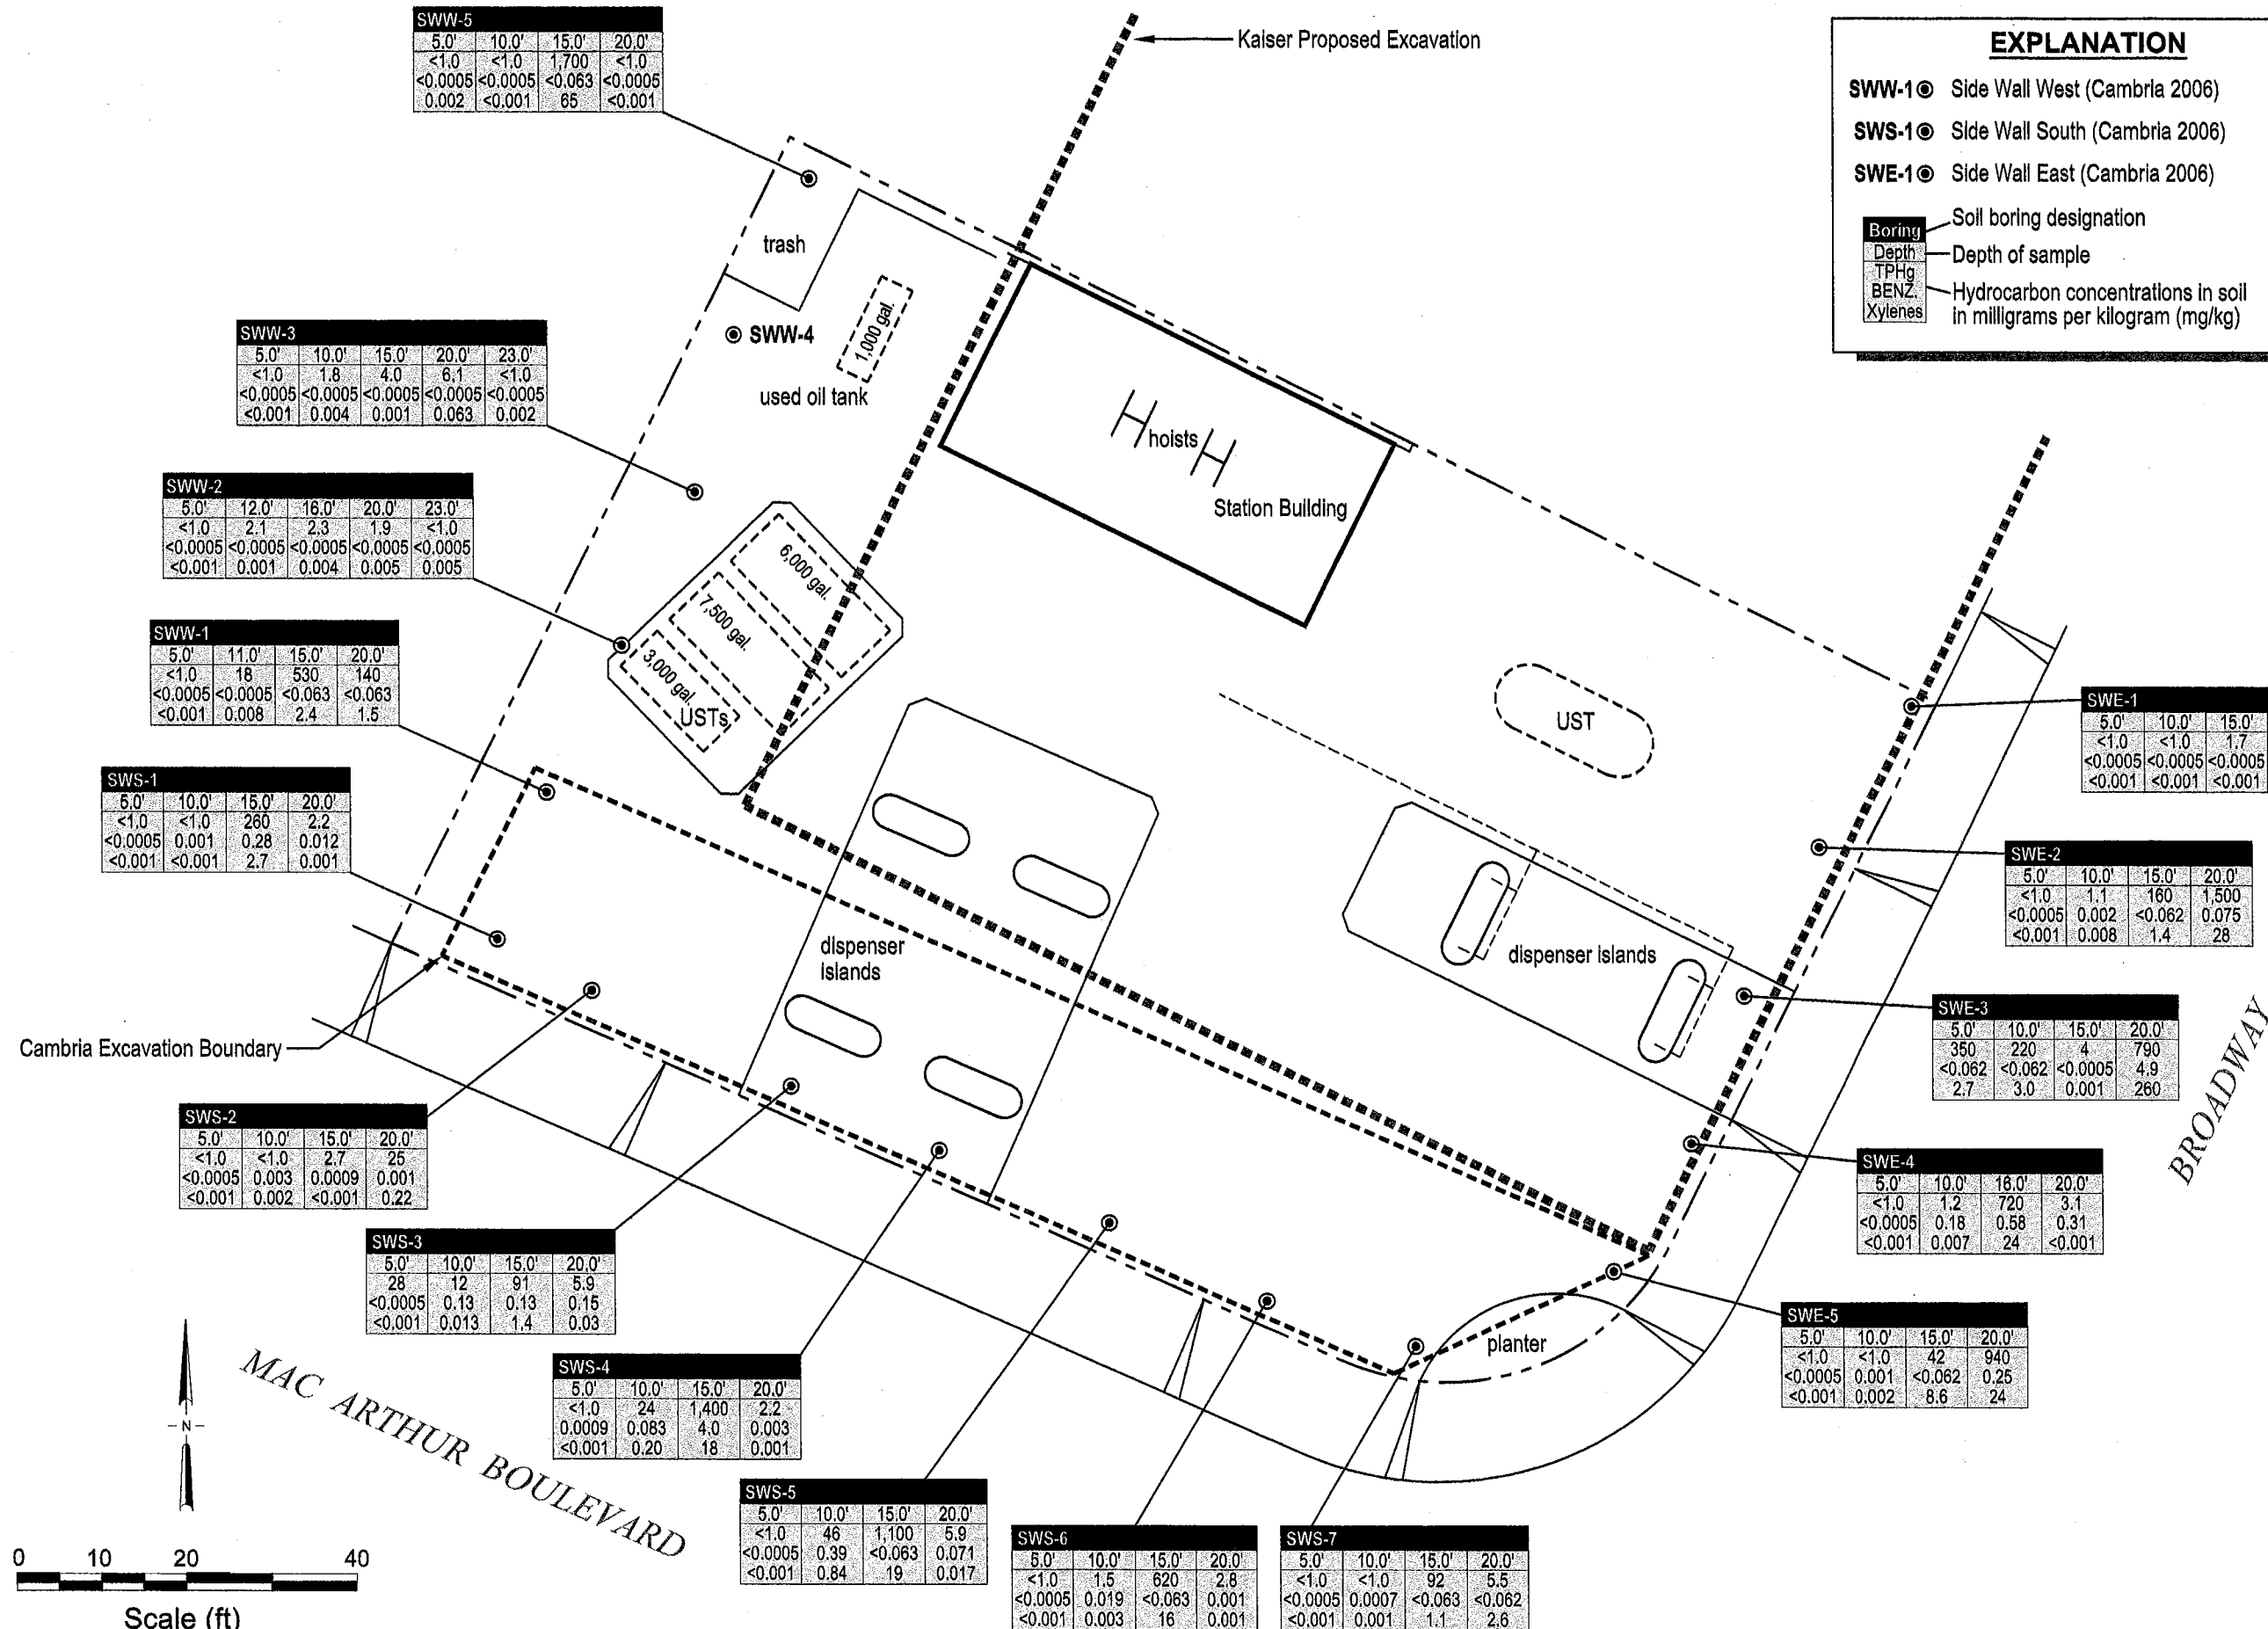 SWW-5
5.0' 10.0' 15.0' 20.0'
<1.0 <1.0 1,700 <1.0
<0.0005 <0.0005 <0.063 <0.0005
0.002 <0.001 65 <0.001
Kaiser Proposed Excavation
EXPLANATION
SWW-1 Side Wall West (Cambria 2006)
SWS-1 Side Wall South (Cambria 2006)
SWE-1 Side Wall East (Cambria 2006)
Boring Soil boring designation
Depth Depth of sample
TPHg
BENZ. Hydrocarbon concentrations in soil
Xylenes in milligrams per kilogram (mg/kg)
trash
1,000 gal.
SWW-4
used oil tank
hoists
Station Building
SWW-3
5.0' 10.0' 15.0' 20.0' 23.0'
<1.0 1.8 4.0 6.1 <1.0
<0.0005 <0.0005 <0.0005 <0.0005 <0.0005
<0.001 0.004 0.001 0.063 0.002
SWW-2
5.0' 12.0' 16.0' 20.0' 23.0'
<1.0 2.1 2.3 1.9 <1.0
<0.0005 <0.0005 <0.0005 <0.0005 <0.0005
<0.001 0.001 0.004 0.005 0.005
6,000 gal.
7,500 gal.
3,000 gal.
USTs
UST
SWW-1
5.0' 11.0' 15.0' 20.0'
<1.0 18 530 140
<0.0005 <0.0005 <0.063 <0.063
<0.001 0.008 2.4 1.5
SWE-1
5.0' 10.0' 15.0'
<1.0 <1.0 1.7
<0.0005 <0.0005 <0.0005
<0.001 <0.001 <0.001
SWS-1
5.0' 10.0' 15.0' 20.0'
<1.0 <1.0 260 2.2
<0.0005 0.001 0.28 0.012
<0.001 <0.001 2.7 0.001
SWE-2
5.0' 10.0' 15.0' 20.0'
<1.0 1.1 160 1,500
<0.0005 0.002 <0.062 0.075
<0.001 0.008 1.4 28
dispenser
islands
dispenser islands
SWE-3
5.0' 10.0' 15.0' 20.0'
350 220 4 790
<0.062 <0.062 <0.0005 4.9
2.7 3.0 0.001 260
BROADWAY
Cambria Excavation Boundary
SWS-2
5.0' 10.0' 15.0' 20.0'
<1.0 <1.0 2.7 25
<0.0005 0.003 0.0009 0.001
<0.001 0.002 <0.001 0.22
SWE-4
5.0' 10.0' 16.0' 20.0'
<1.0 1.2 720 3.1
<0.0005 0.18 0.58 0.31
<0.001 0.007 24 <0.001
SWS-3
5.0' 10.0' 15.0' 20.0'
28 12 91 5.9
<0.0005 0.13 0.13 0.15
<0.001 0.013 1.4 0.03
SWE-5
5.0' 10.0' 15.0' 20.0'
<1.0 <1.0 42 940
<0.0005 0.001 <0.062 0.25
<0.001 0.002 8.6 24
planter
SWS-4
5.0' 10.0' 15.0' 20.0'
<1.0 24 1,400 2.2
0.0009 0.083 4.0 0.003
<0.001 0.20 18 0.001
N
MAC ARTHUR BOULEVARD
SWS-5
5.0' 10.0' 15.0' 20.0'
<1.0 46 1,100 5.9
<0.0005 0.39 <0.063 0.071
<0.001 0.84 19 0.017
SWS-6
5.0' 10.0' 15.0' 20.0'
<1.0 1.5 620 2.8
<0.0005 0.019 <0.063 0.001
<0.001 0.003 16 0.001
SWS-7
5.0' 10.0' 15.0' 20.0'
<1.0 <1.0 92 5.5
<0.0005 0.0007 <0.063 <0.062
<0.001 0.001 1.1 2.6
0 10 20 40
Scale (ft)